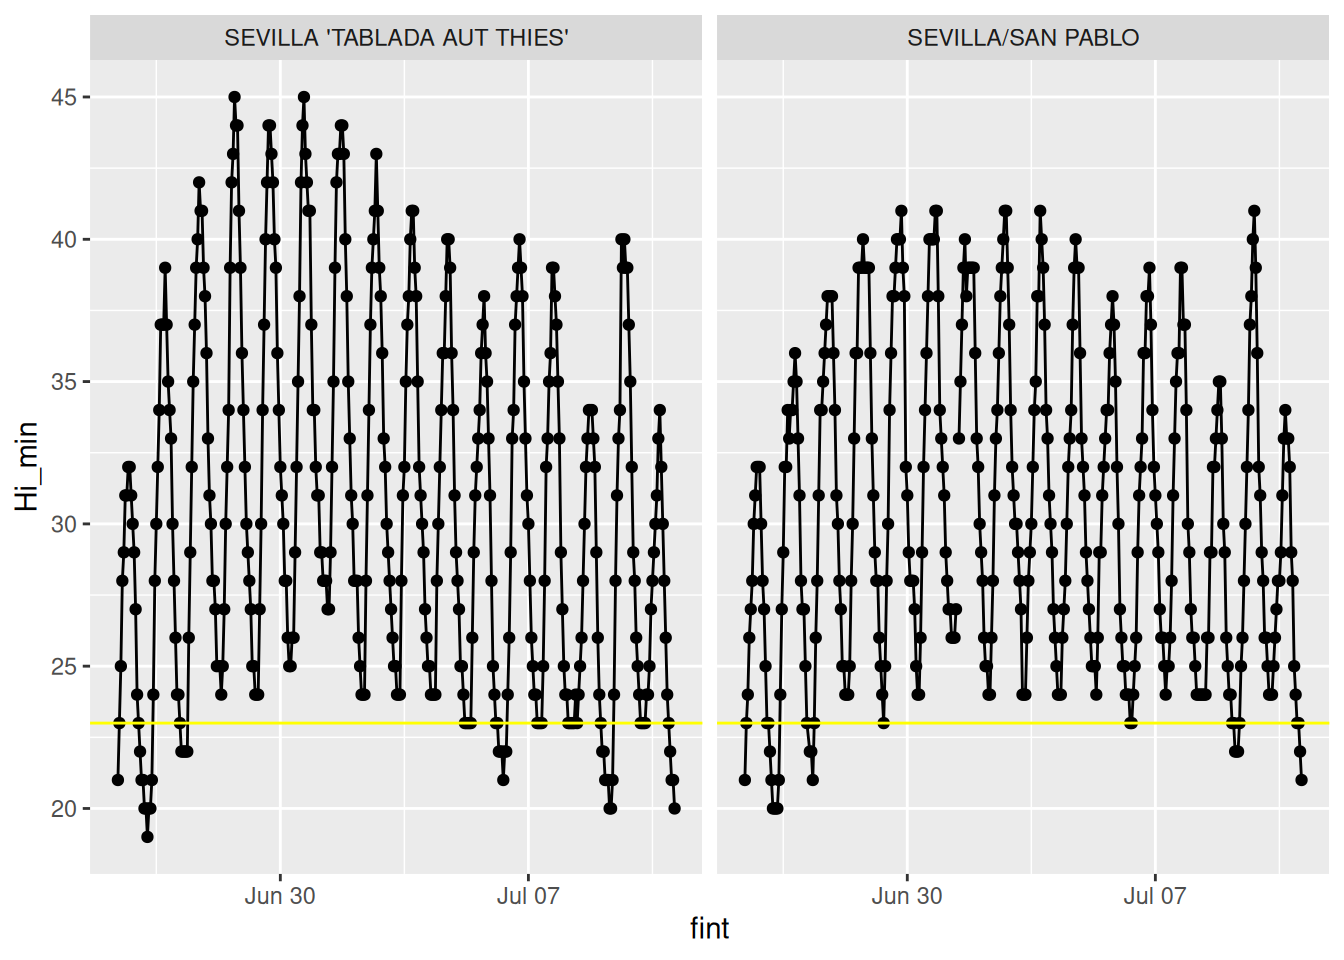 SEVILLA 'TABLADA AUT THIES'
SEVILLA/SAN PABLO
45
40
35
30
25
20
Hi_min
Jun 30
Jul 07
Jun 30
Jul 07
fint